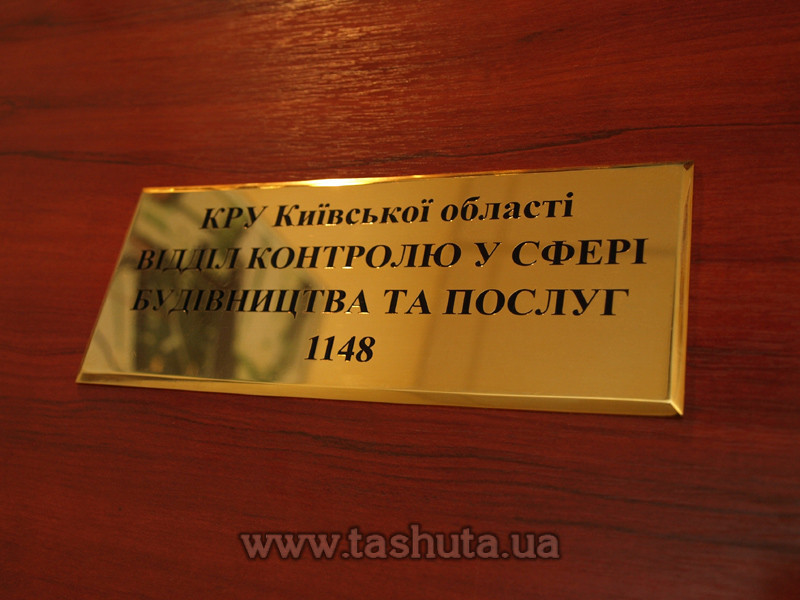 КРУ Київської області
ВІДДІЛ КОНТРОЛЮ У СФЕРІ
БУДІВНИЦТВА ТА ПОСЛУГ
1148
www.tashuta.ua